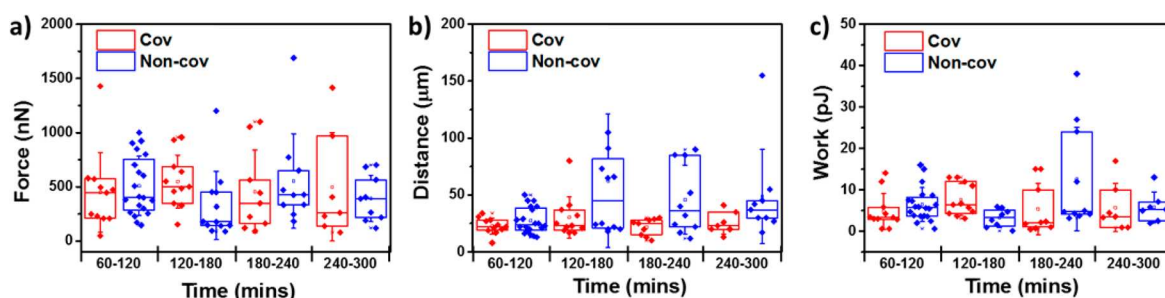 a)
Force (nN)
2000
1500
1000
500
0
Cov
Non-cov
60-120 120-180 180-240 240-300
Time (mins)
b)
Distance (μm)
200
150
100
50
0
Cov
Non-cov
60-120 120-180 180-240 240-300
Time (mins)
c)
Work (pJ)
50
40
30
20
10
0
Cov
Non-cov
60-120 120-180 180-240 240-300
Time (mins)